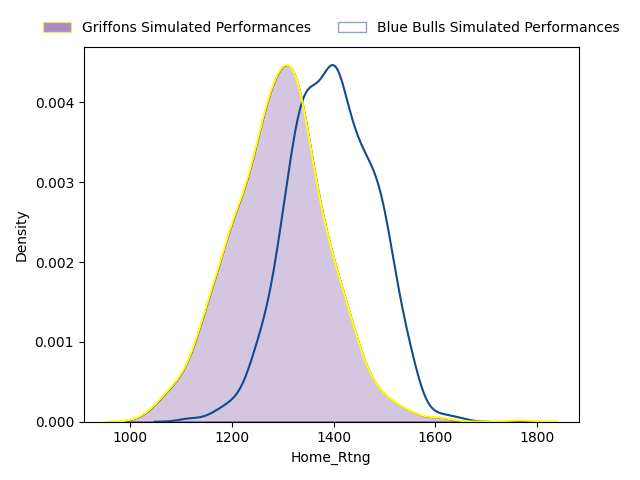 Griffons Simulated Performances Blue Bulls Simulated Performances
0.004
0.003
0.002
0.001
0.000
Density
1000 1200 1400 1600 1800
Home_Rtng